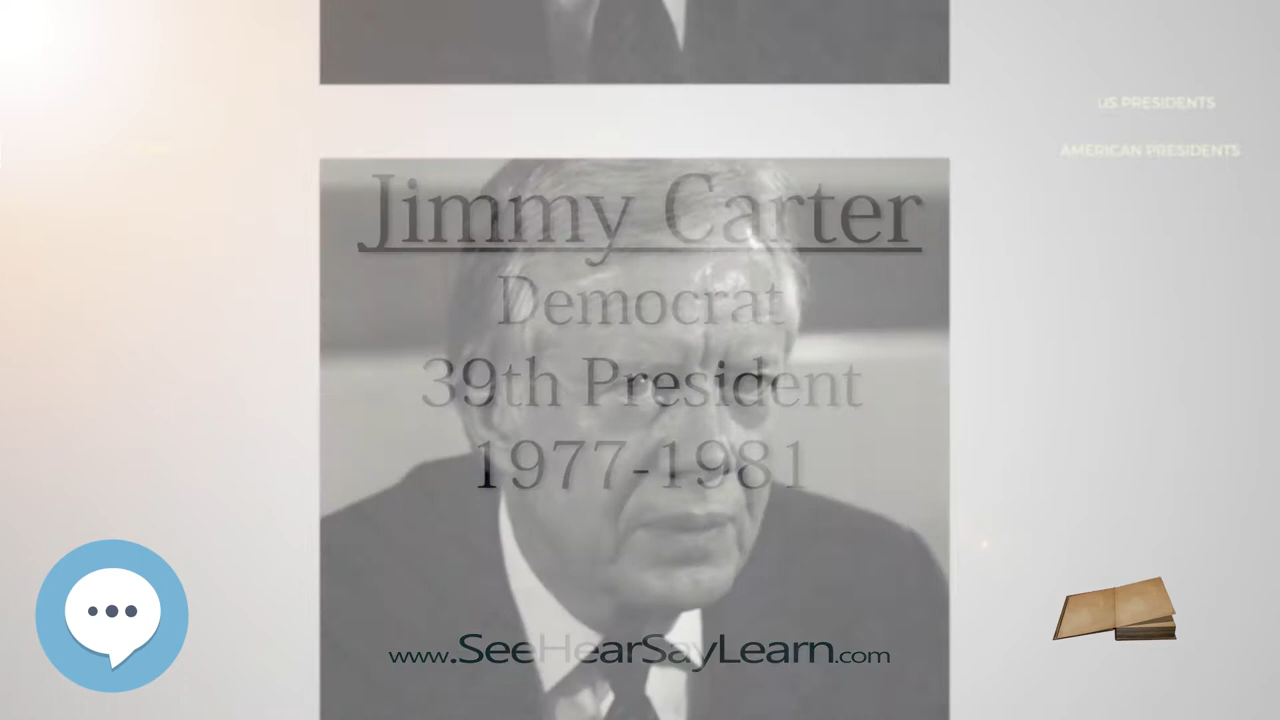 US PRESIDENTS
AMERICAN PRESIDENTS
Jimmy Carter
Democrat
39th President
1977-1981
www.SeeHearSayLearn.com